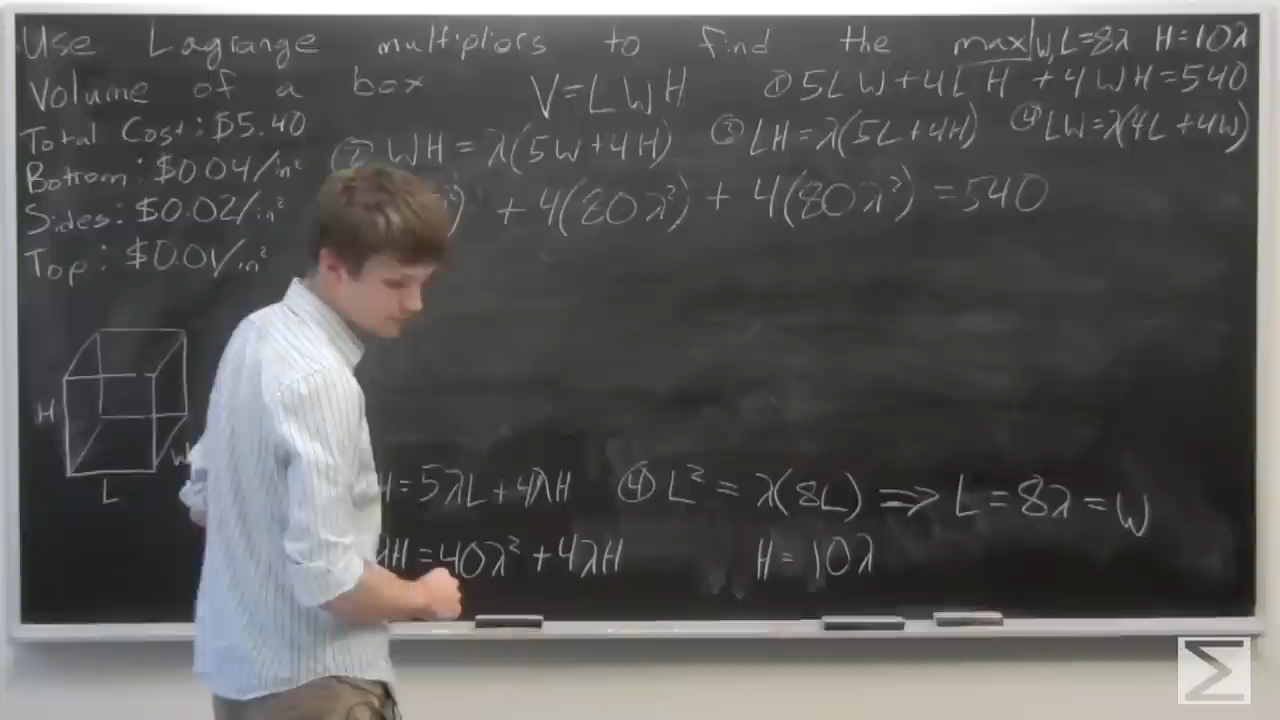 Use Lagrange multipliers to find the max W,L=8λ H=10λ
Volume of a box V=LWH ①5LW+4LH+4WH=540
Total Cost: $5.40 ② WH=λ(5W+4H) ③ LH=λ(5L+4H) ④ LW=λ(4L+4W)
Bottom: $0.04/in²
²) +4(80λ²)+4(80λ²)=540
Sides: $0.02/in²
Top: $0.01/in²
H
W
L
H=5λL+4λH ④ L²=λ(8L) ⟹ L=8λ=W
λH=40λ²+4λH H=10λ
Σ